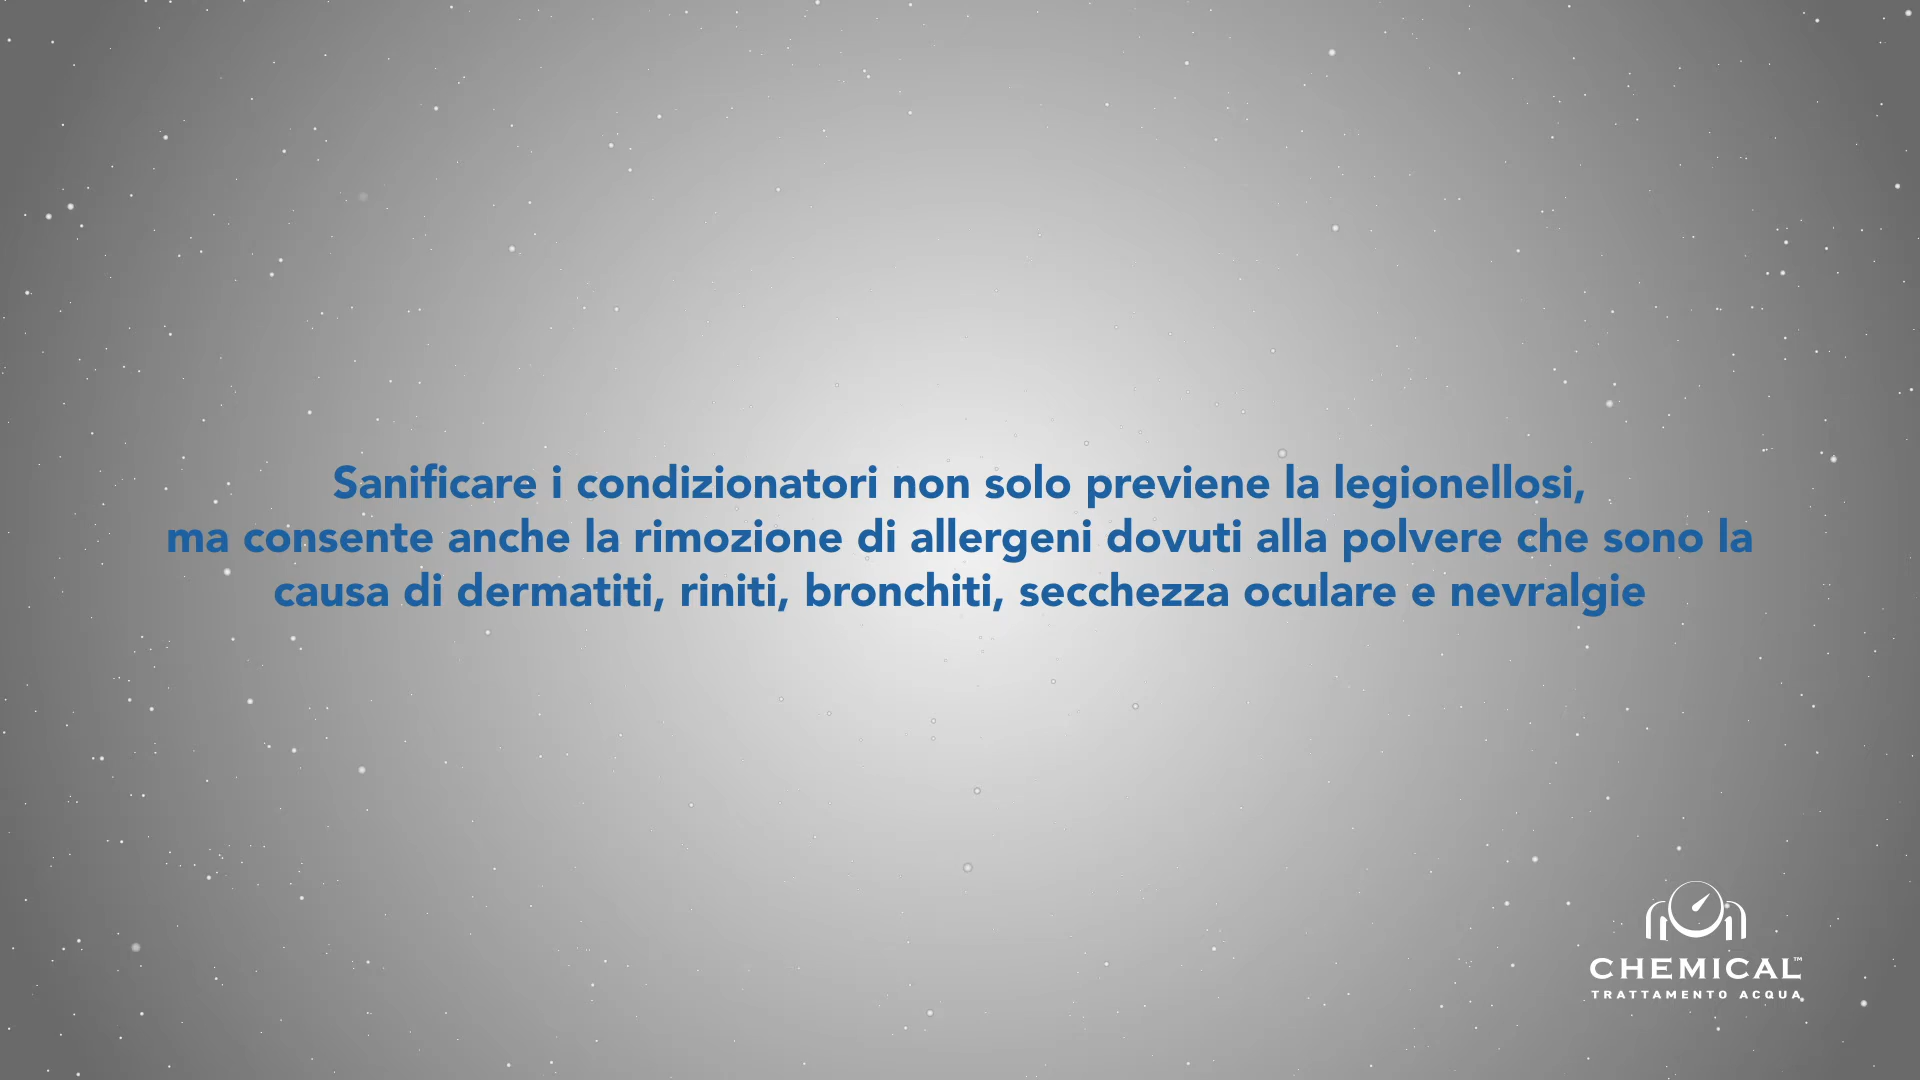 Sanificare i condizionatori non solo previene la legionellosi,
ma consente anche la rimozione di allergeni dovuti alla polvere che sono la
causa di dermatiti, riniti, bronchiti, secchezza oculare e nevralgie
CHEMICAL™
TRATTAMENTO ACQUA